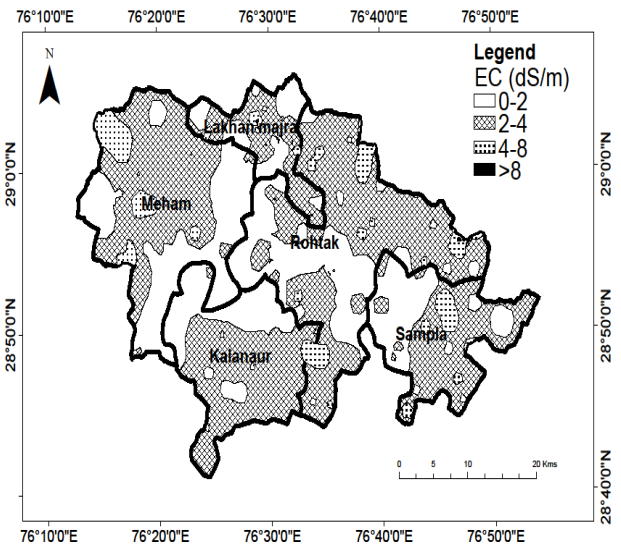 76°10'0"E 76°20'0"E 76°30'0"E 76°40'0"E 76°50'0"E
N
Legend
EC (dS/m)
0-2
2-4
4-8
>8
29°0'0"N
29°0'0"N
Lakhan majra
Meham
Rohtak
Sampla
Kalanaur
28°50'0"N
28°50'0"N
0 5 10 20 Kms
28°40'0"N
76°10'0"E 76°20'0"E 76°30'0"E 76°40'0"E 76°50'0"E